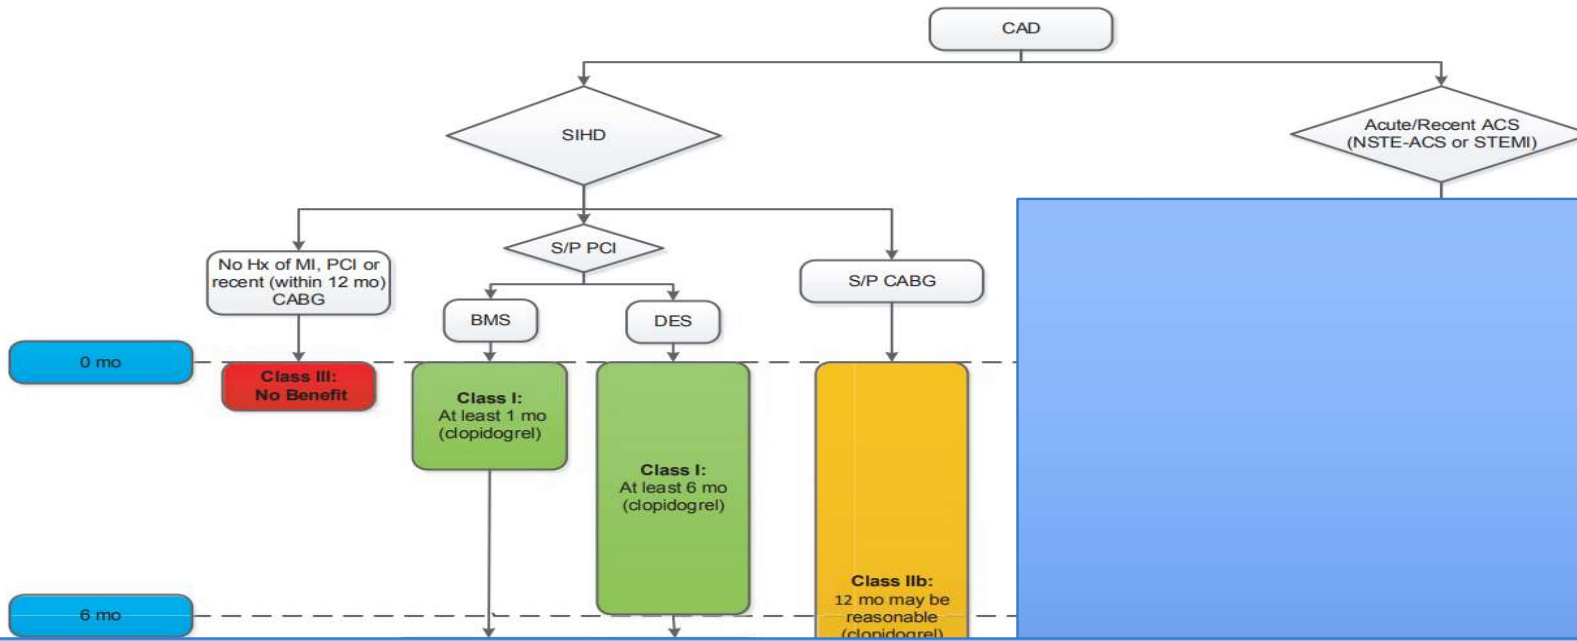 CAD
SIHD
Acute/Recent ACS
(NSTE-ACS or STEMI)
No Hx of MI, PCI or
recent (within 12 mo)
CABG
S/P PCI
S/P CABG
BMS
DES
0 mo
Class III:
No Benefit
Class I:
At least 1 mo
(clopidogrel)
Class I:
At least 6 mo
(clopidogrel)
Class IIb:
12 mo may be
reasonable
(clopidogrel)
6 mo